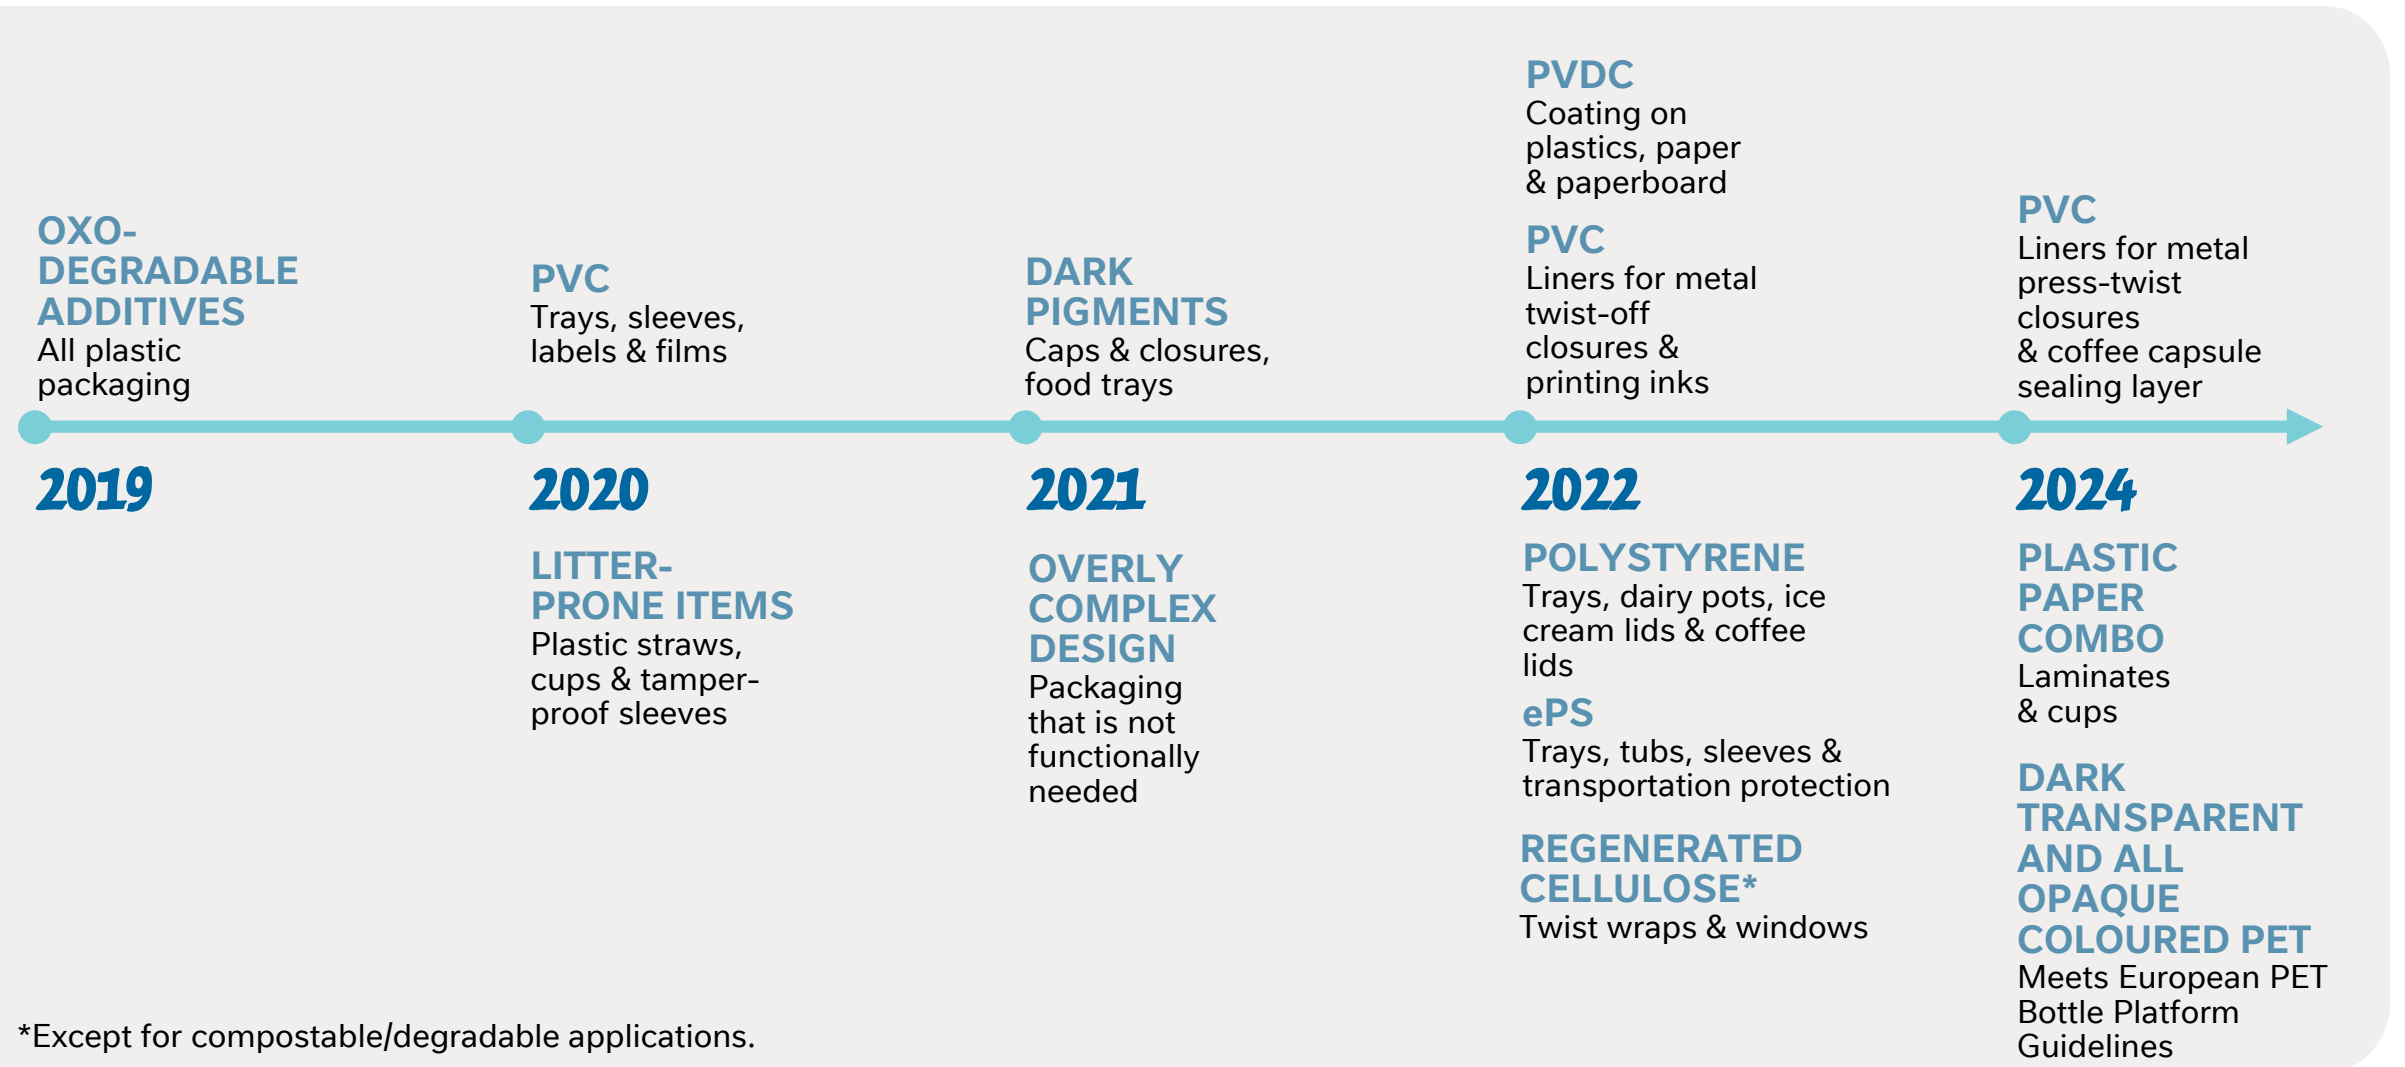 OXO-
DEGRADABLE
ADDITIVES
All plastic
packaging
2019
PVC
Trays, sleeves,
labels & films
2020
LITTER-
PRONE ITEMS
Plastic straws,
cups & tamper-
proof sleeves
DARK
PIGMENTS
Caps & closures,
food trays
2021
OVERLY
COMPLEX
DESIGN
Packaging
that is not
functionally
needed
PVDC
Coating on
plastics, paper
& paperboard
PVC
Liners for metal
twist-off
closures &
printing inks
2022
POLYSTYRENE
Trays, dairy pots, ice
cream lids & coffee
lids
ePS
Trays, tubs, sleeves &
transportation protection
REGENERATED
CELLULOSE*
Twist wraps & windows
PVC
Liners for metal
press-twist
closures
& coffee capsule
sealing layer
2024
PLASTIC
PAPER
COMBO
Laminates
& cups
DARK
TRANSPARENT
AND ALL
OPAQUE
COLOURED PET
Meets European PET
Bottle Platform
Guidelines
*Except for compostable/degradable applications.